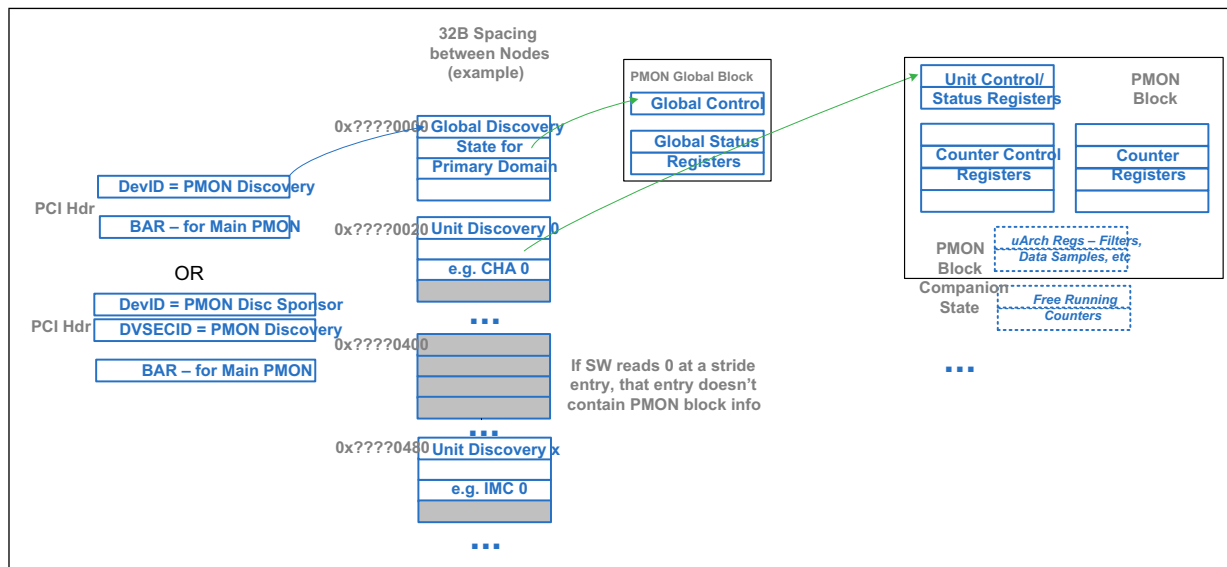 32B Spacing
between Nodes
(example)
PCI Hdr
DevID = PMON Discovery
BAR – for Main PMON
OR
PCI Hdr
DevID = PMON Disc Sponsor
DVSECID = PMON Discovery
BAR – for Main PMON
0x????0000
Global Discovery
State for
Primary Domain
0x????0020
Unit Discovery 0
e.g. CHA 0
...
0x????0400
If SW reads 0 at a stride
entry, that entry doesn't
contain PMON block info
...
0x????0480
Unit Discovery x
e.g. IMC 0
...
PMON Global Block
Global Control
Global Status
Registers
Unit Control/
Status Registers
PMON
Block
Counter Control
Registers
Counter
Registers
PMON
Block
Companion
State
uArch Regs – Filters,
Data Samples, etc
Free Running
Counters
...